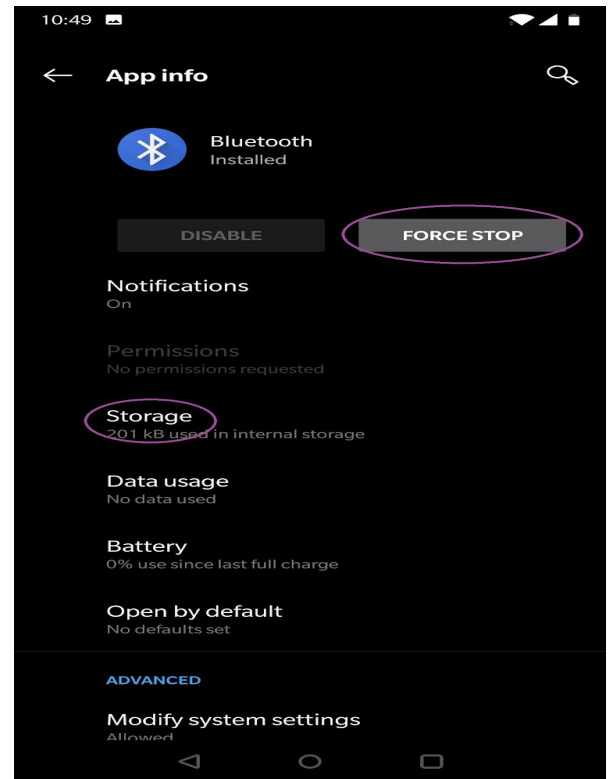 10:49
App info
Bluetooth
Installed
DISABLE
FORCE STOP
Notifications
On
Permissions
No permissions requested
Storage
201 kB used in internal storage
Data usage
No data used
Battery
0% use since last full charge
Open by default
No defaults set
ADVANCED
Modify system settings
Allowed